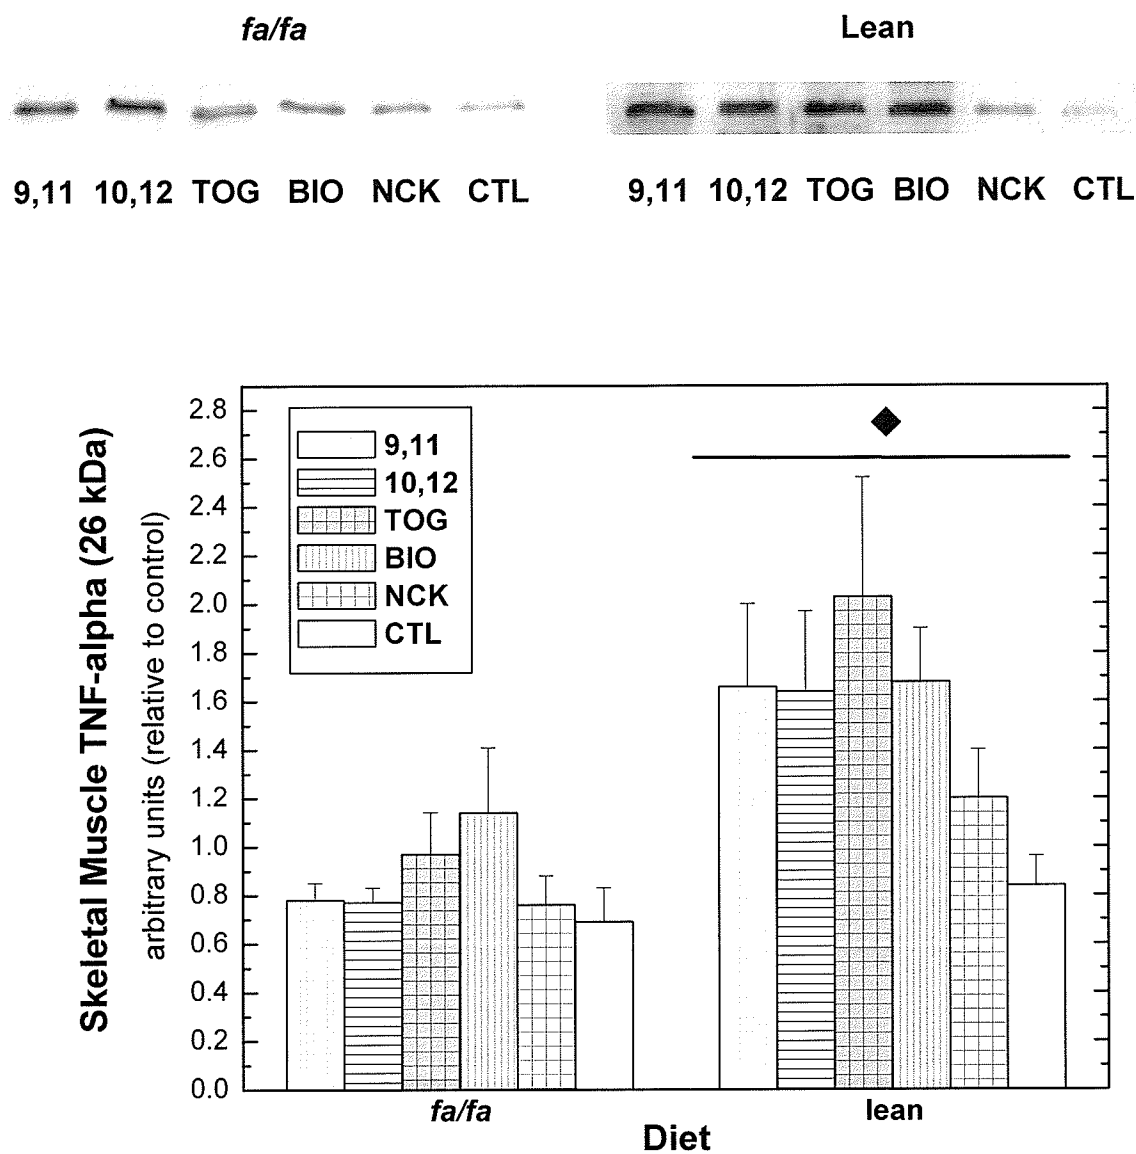 fa/fa
Lean
9,11 10,12 TOG BIO NCK CTL
9,11 10,12 TOG BIO NCK CTL
Skeletal Muscle TNF-alpha (26 kDa)
arbitrary units (relative to control)
2.8
2.6
2.4
2.2
2.0
1.8
1.6
1.4
1.2
1.0
0.8
0.6
0.4
0.2
0.0
9,11
10,12
TOG
BIO
NCK
CTL
fa/fa
lean
Diet